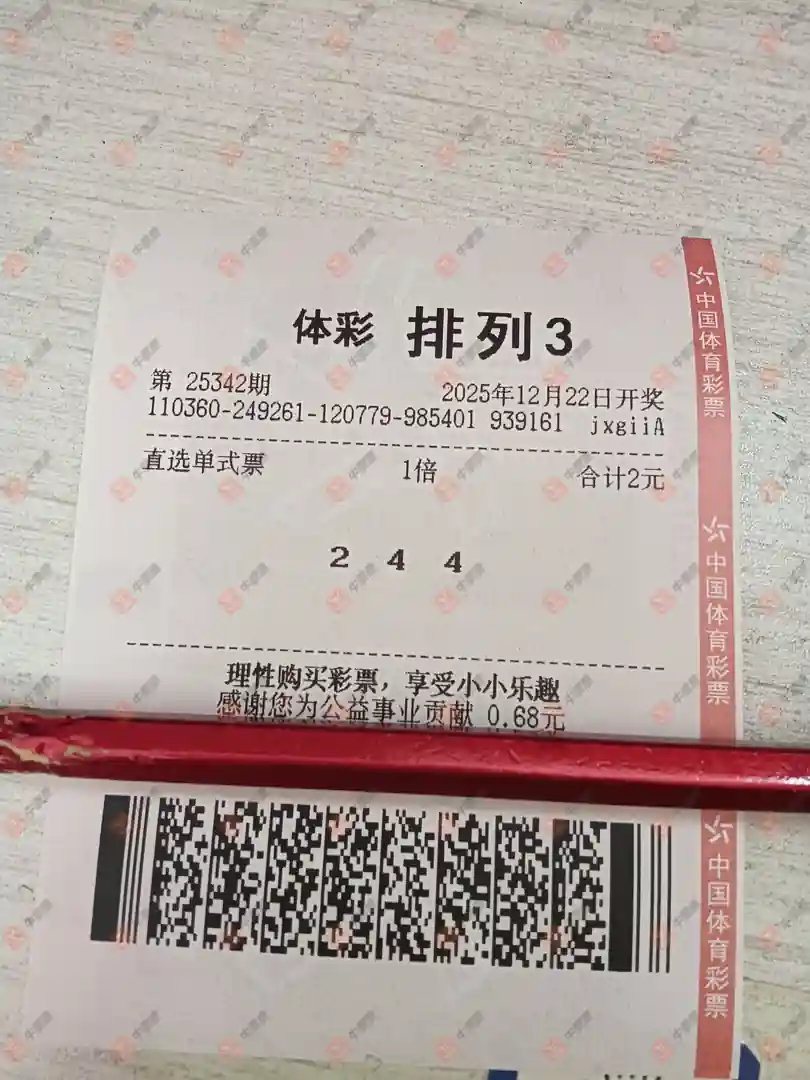 体彩 排列3
第 25342期 2025年12月22日开奖
110360-249261-120779-985401 939161 jxgiiA
直选单式票 1倍 合计2元
2 4 4
理性购买彩票，享受小小乐趣
感谢您为公益事业贡献 0.68元
中国体育彩票
中国体育彩票
中国体育彩票